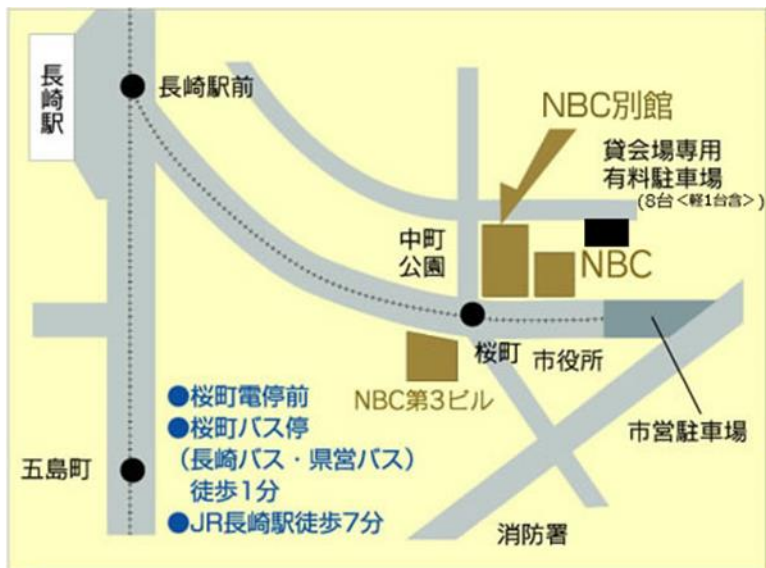 長崎駅
長崎駅前
NBC別館
貸会場専用
有料駐車場
(8台<軽1台含>)
中町
公園
NBC
桜町
市役所
NBC第3ビル
市営駐車場
●桜町電停前
●桜町バス停
(長崎バス・県営バス)
徒歩1分
●JR長崎駅徒歩7分
五島町
消防署